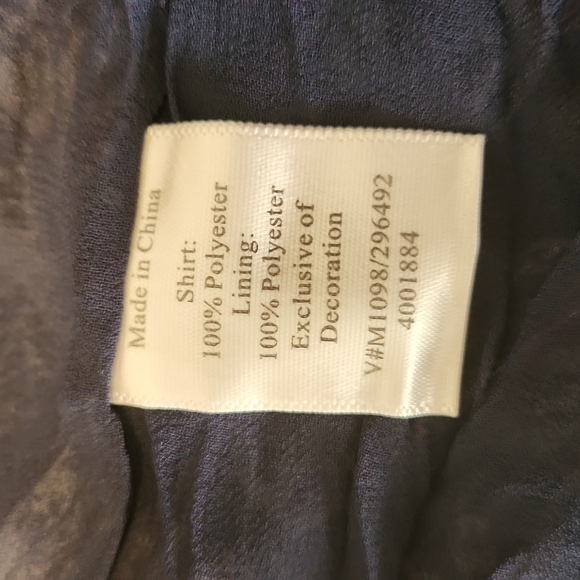 Made in China
Shirt:
100% Polyester
Lining:
100% Polyester
Exclusive of
Decoration
V#M1098/296492
4001884